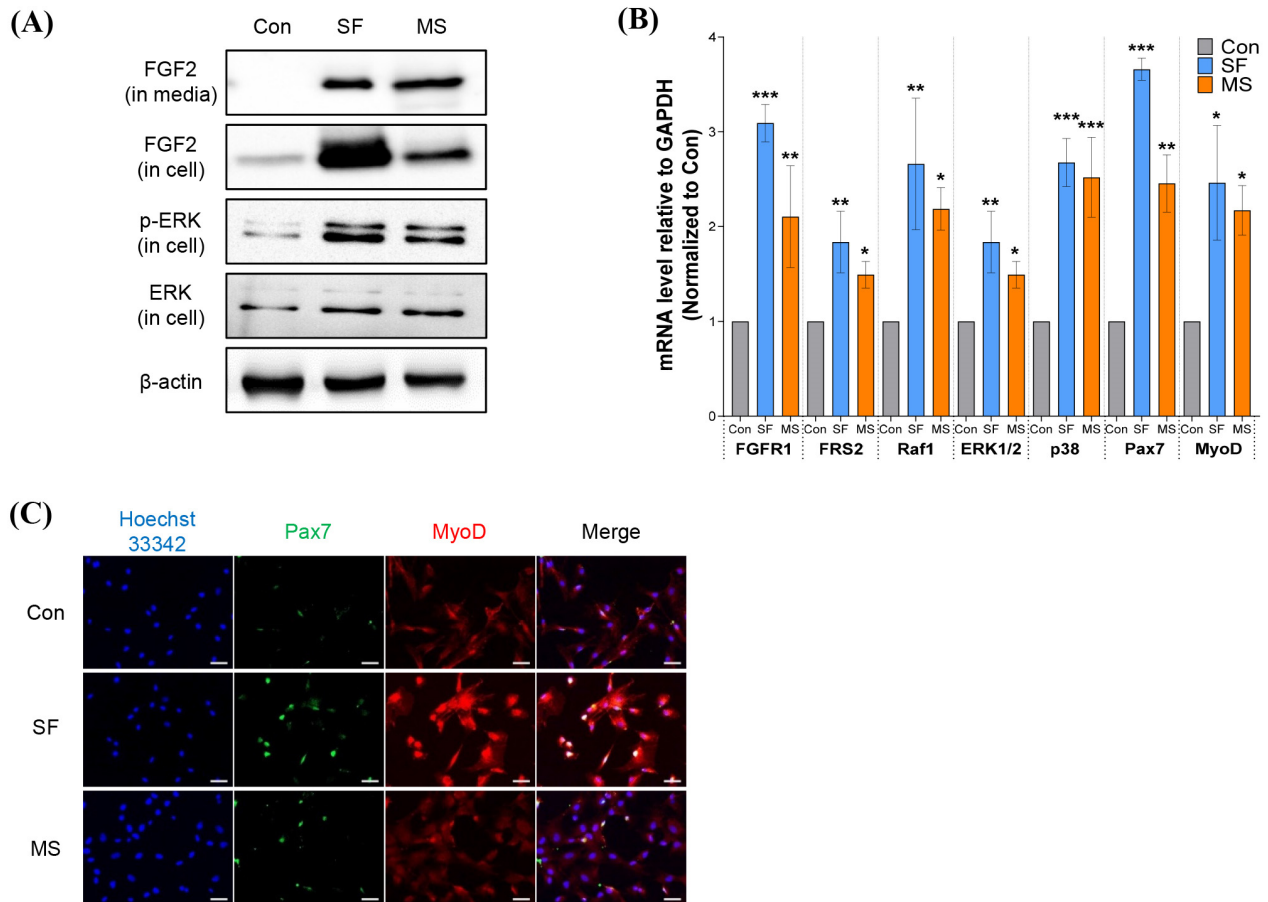 (A)
Con SF MS
FGF2
(in media)
FGF2
(in cell)
p-ERK
(in cell)
ERK
(in cell)
β-actin
(B)
mRNA level relative to GAPDH
(Normalized to Con)
4
3
2
1
0
Con
SF
MS
*** ** ** * ** * ** * *** *** *** ** * *
Con SF MS Con SF MS Con SF MS Con SF MS Con SF MS Con SF MS Con SF MS
FGFR1 FRS2 Raf1 ERK1/2 p38 Pax7 MyoD
(C)
Hoechst
33342
Pax7 MyoD Merge
Con
SF
MS